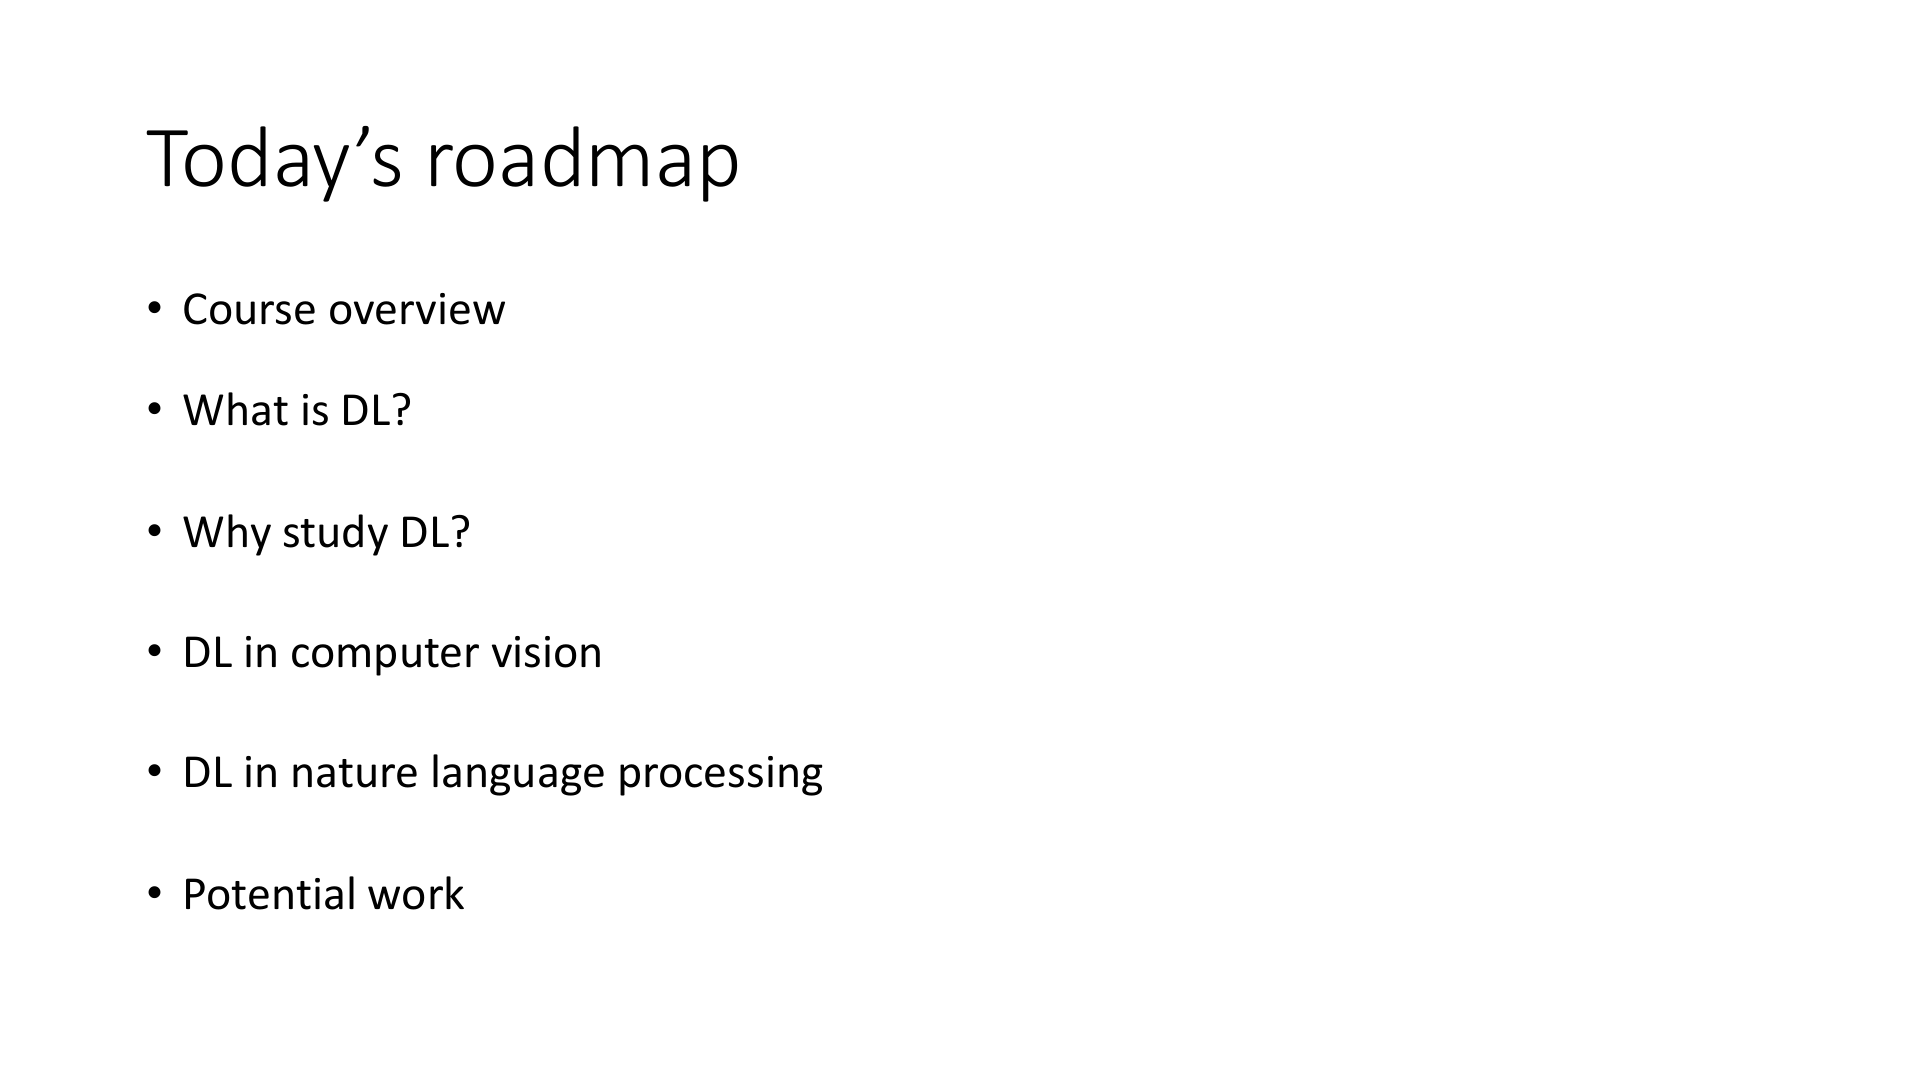 Today’s roadmap
• Course overview
• What is DL?
• Why study DL?
• DL in computer vision
• DL in nature language processing
• Potential work